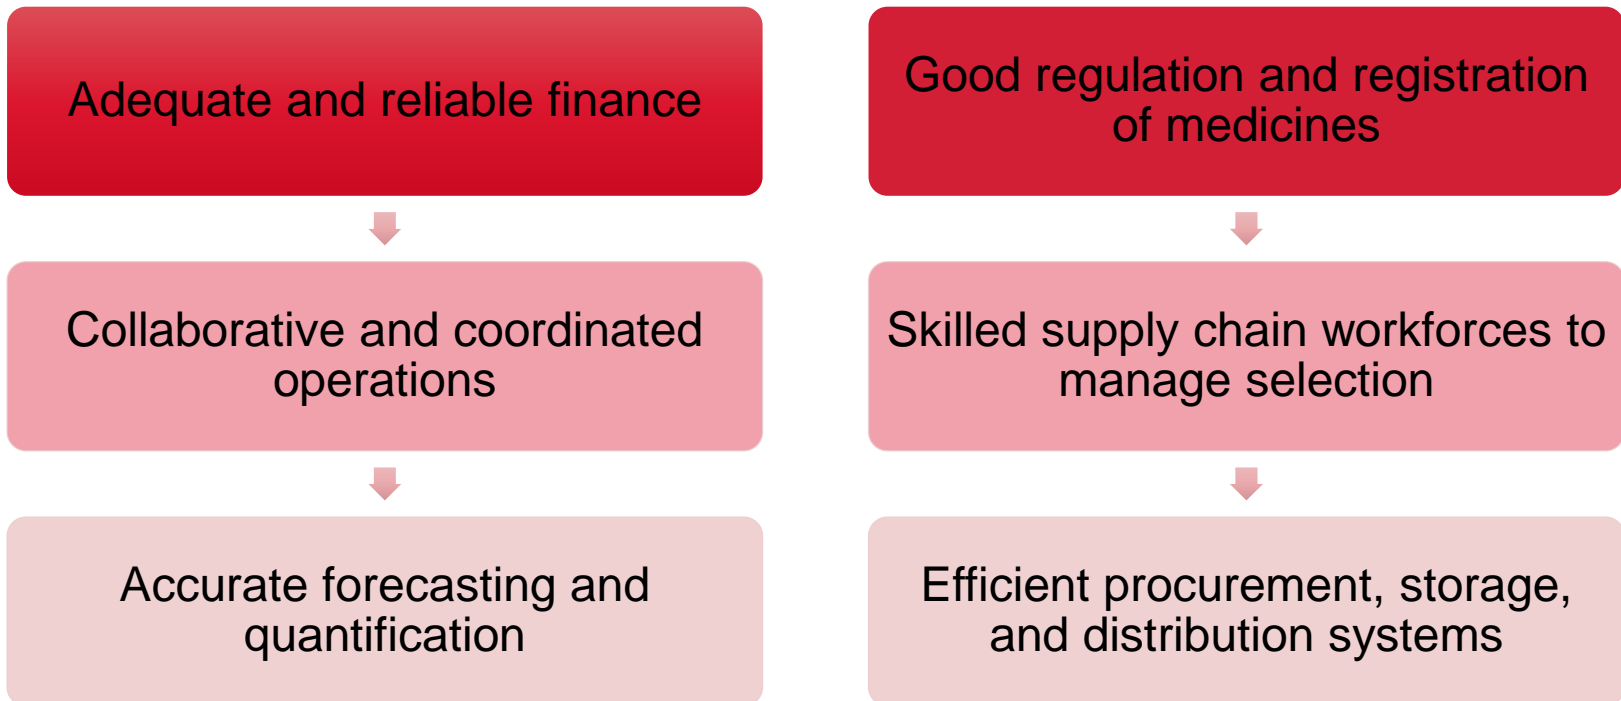 Adequate and reliable finance
Collaborative and coordinated
operations
Accurate forecasting and
quantification
Good regulation and registration
of medicines
Skilled supply chain workforces to
manage selection
Efficient procurement, storage,
and distribution systems